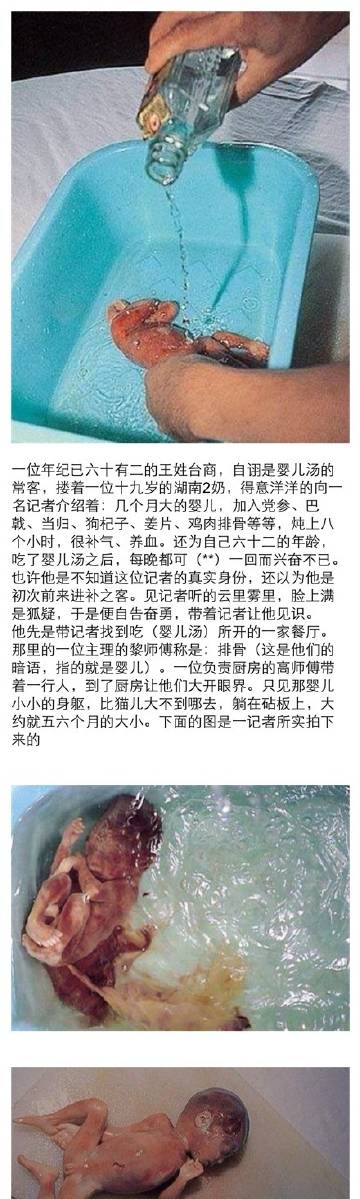 一位年纪已六十有二的王姓台商，自诩是婴儿汤的
常客，搂着一位十九岁的湖南2奶，得意洋洋的向一
名记者介绍着：几个月大的婴儿，加入党参、巴
戟、当归、狗杞子、姜片、鸡肉排骨等等，炖上八
个小时，很补气、养血。还为自己六十二的年龄，
吃了婴儿汤之后，每晚都可（**）一回而兴奋不已。
也许他是不知道这位记者的真实身份，还以为他是
初次前来进补之客。见记者听的云里雾里，脸上满
是狐疑，于是便自告奋勇，带着记者让他见识。
他先是带记者找到吃（婴儿汤）所开的一家餐厅。
那里的一位主理的黎师傅称是：排骨（这是他们的
暗语，指的就是婴儿）。一位负责厨房的高师傅带
着一行人，到了厨房让他们大开眼界。只见那婴儿
小小的身躯，比猫儿大不到哪去，躺在砧板上，大
约就五六个月的大小。下面的图是一记者所实拍下
来的